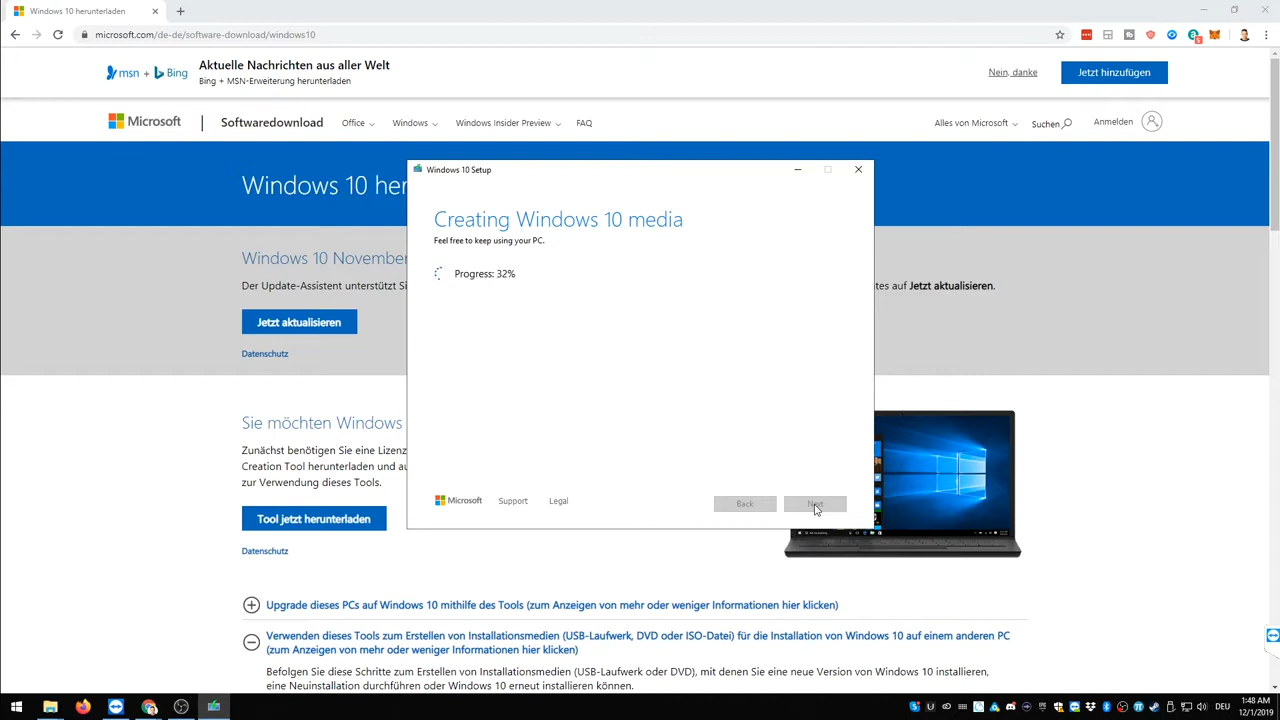 Windows 10 herunterladen
microsoft.com/de-de/software-download/windows10
msn + Bing
Aktuelle Nachrichten aus aller Welt
Bing + MSN-Erweiterung herunterladen
Nein, danke
Jetzt hinzufügen
Microsoft
Softwaredownload
Office
Windows
Windows Insider Preview
FAQ
Alles von Microsoft
Suchen
Anmelden
Windows 10 her
Windows 10 Setup
Creating Windows 10 media
Feel free to keep using your PC.
Progress: 32%
Microsoft
Support
Legal
Back
Next
Windows 10 November
Der Update-Assistent unterstützt Si
tes auf Jetzt aktualisieren.
Jetzt aktualisieren
Datenschutz
Sie möchten Windows
Zunächst benötigen Sie eine Lizenz
Creation Tool herunterladen und au
zur Verwendung dieses Tools.
Tool jetzt herunterladen
Datenschutz
Upgrade dieses PCs auf Windows 10 mithilfe des Tools (zum Anzeigen von mehr oder weniger Informationen hier klicken)
Verwenden dieses Tools zum Erstellen von Installationsmedien (USB-Laufwerk, DVD oder ISO-Datei) für die Installation von Windows 10 auf einem anderen PC
(zum Anzeigen von mehr oder weniger Informationen hier klicken)
Befolgen Sie diese Schritte zum Erstellen von Installationsmedien (USB-Laufwerk oder DVD), mit denen Sie eine neue Version von Windows 10 installieren,
eine Neuinstallation durchführen oder Windows 10 erneut installieren können.
DEU
1:48 AM
12/1/2019